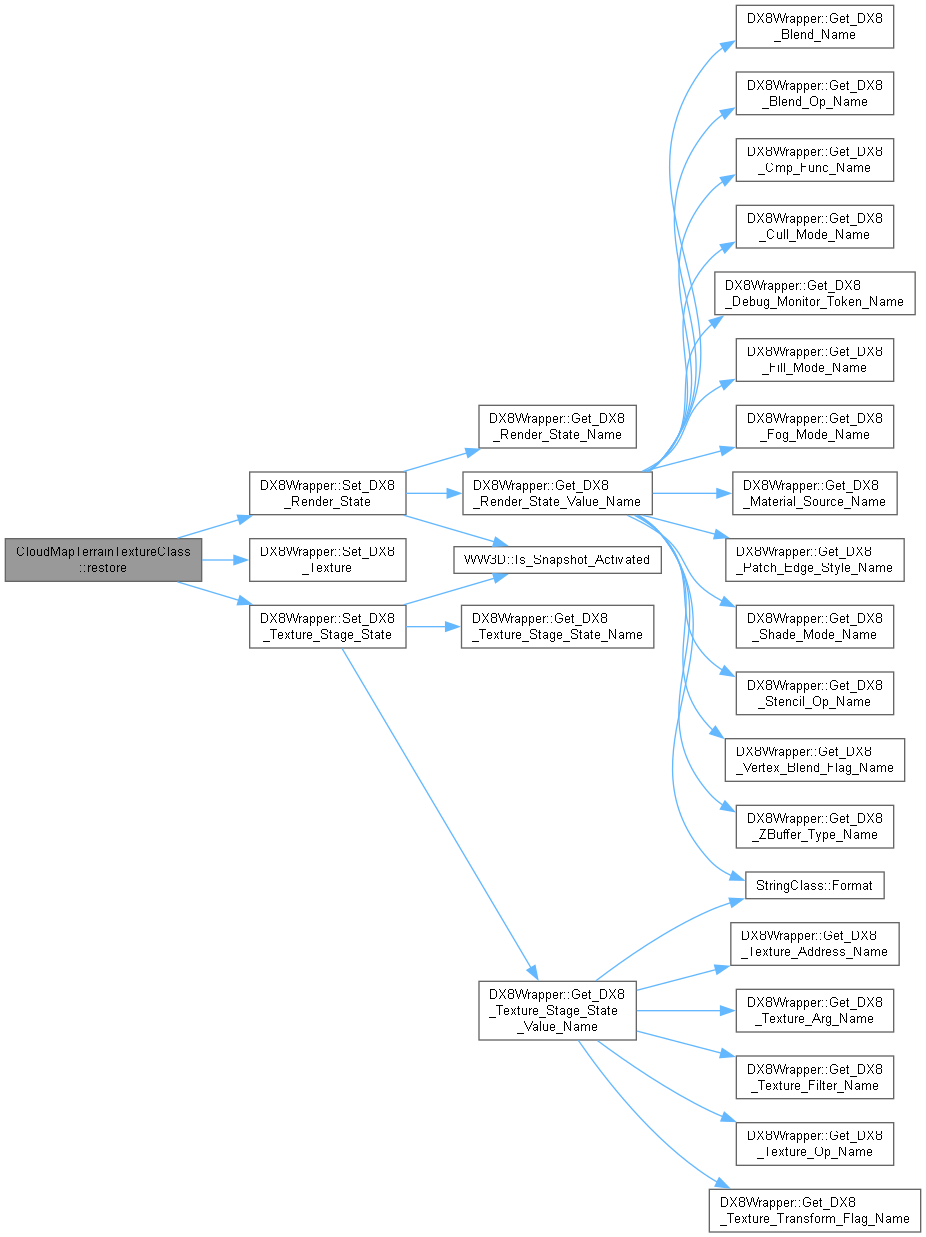 CloudMapTerrainTextureClass
::restore
DX8Wrapper::Set_DX8
_Render_State
DX8Wrapper::Set_DX8
_Texture
DX8Wrapper::Set_DX8
_Texture_Stage_State
DX8Wrapper::Get_DX8
_Render_State_Name
DX8Wrapper::Get_DX8
_Render_State_Value_Name
WW3D::Is_Snapshot_Activated
DX8Wrapper::Get_DX8
_Texture_Stage_State_Name
DX8Wrapper::Get_DX8
_Texture_Stage_State
_Value_Name
DX8Wrapper::Get_DX8
_Blend_Name
DX8Wrapper::Get_DX8
_Blend_Op_Name
DX8Wrapper::Get_DX8
_Cmp_Func_Name
DX8Wrapper::Get_DX8
_Cull_Mode_Name
DX8Wrapper::Get_DX8
_Debug_Monitor_Token_Name
DX8Wrapper::Get_DX8
_Fill_Mode_Name
DX8Wrapper::Get_DX8
_Fog_Mode_Name
DX8Wrapper::Get_DX8
_Material_Source_Name
DX8Wrapper::Get_DX8
_Patch_Edge_Style_Name
DX8Wrapper::Get_DX8
_Shade_Mode_Name
DX8Wrapper::Get_DX8
_Stencil_Op_Name
DX8Wrapper::Get_DX8
_Vertex_Blend_Flag_Name
DX8Wrapper::Get_DX8
_ZBuffer_Type_Name
StringClass::Format
DX8Wrapper::Get_DX8
_Texture_Address_Name
DX8Wrapper::Get_DX8
_Texture_Arg_Name
DX8Wrapper::Get_DX8
_Texture_Filter_Name
DX8Wrapper::Get_DX8
_Texture_Op_Name
DX8Wrapper::Get_DX8
_Texture_Transform_Flag_Name